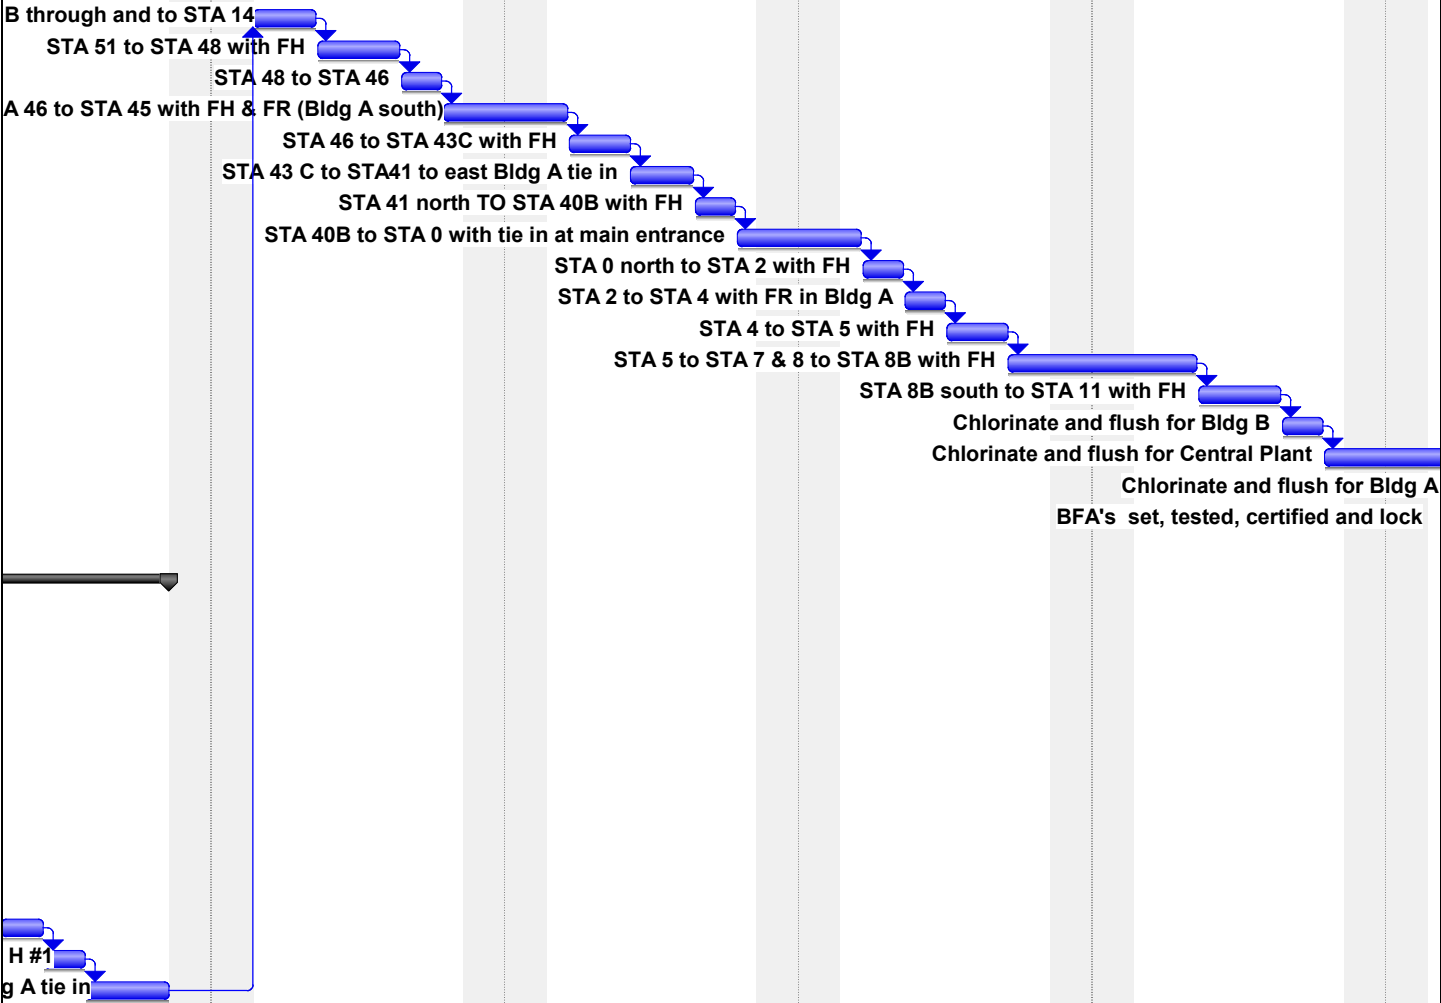 B through and to STA 14
STA 51 to STA 48 with FH
STA 48 to STA 46
A 46 to STA 45 with FH & FR (Bldg A south)
STA 46 to STA 43C with FH
STA 43 C to STA41 to east Bldg A tie in
STA 41 north TO STA 40B with FH
STA 40B to STA 0 with tie in at main entrance
STA 0 north to STA 2 with FH
STA 2 to STA 4 with FR in Bldg A
STA 4 to STA 5 with FH
STA 5 to STA 7 & 8 to STA 8B with FH
STA 8B south to STA 11 with FH
Chlorinate and flush for Bldg B
Chlorinate and flush for Central Plant
Chlorinate and flush for Bldg A
BFA's  set, tested, certified and lock
H #1
g A tie in